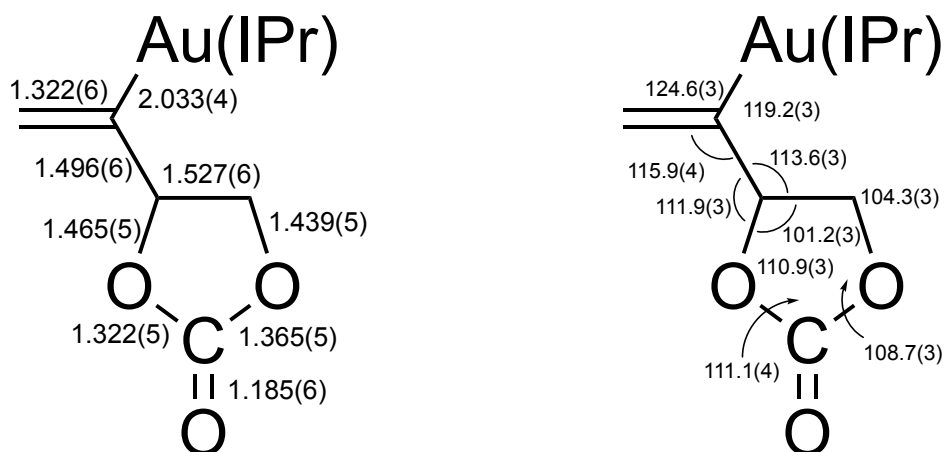 Au(IPr)
1.322(6)
2.033(4)
1.496(6)
1.527(6)
1.465(5)
1.439(5)
O
O
1.322(5)
C
1.365(5)
1.185(6)
O
Au(IPr)
124.6(3)
119.2(3)
115.9(4)
113.6(3)
111.9(3)
104.3(3)
101.2(3)
O
110.9(3)
O
C
111.1(4)
108.7(3)
O